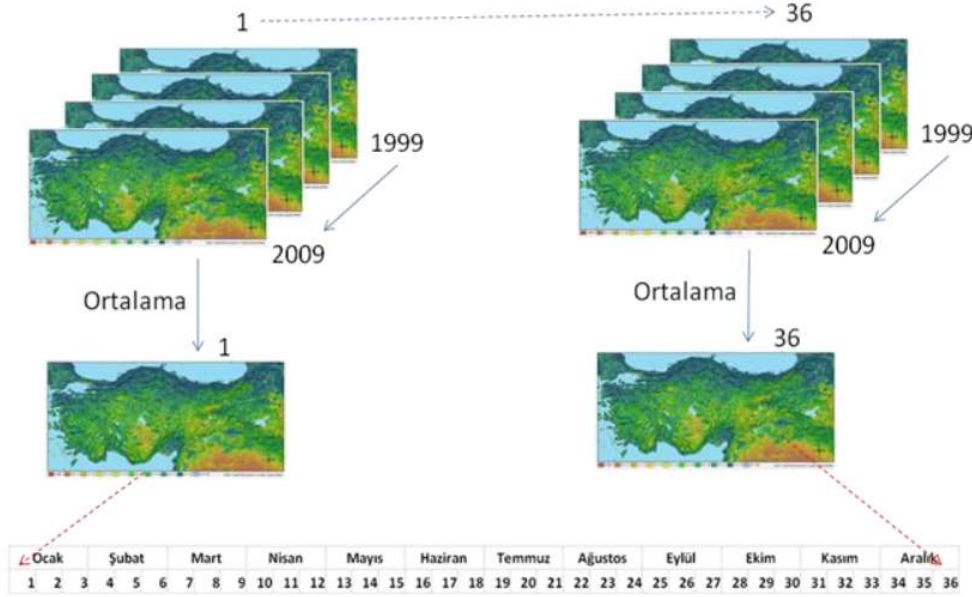 1 36
1999 1999
2009 2009
Ortalama Ortalama
1 36
Ocak Şubat Mart Nisan Mayıs Haziran Temmuz Ağustos Eylül Ekim Kasım Aralık
1 2 3 4 5 6 7 8 9 10 11 12 13 14 15 16 17 18 19 20 21 22 23 24 25 26 27 28 29 30 31 32 33 34 35 36